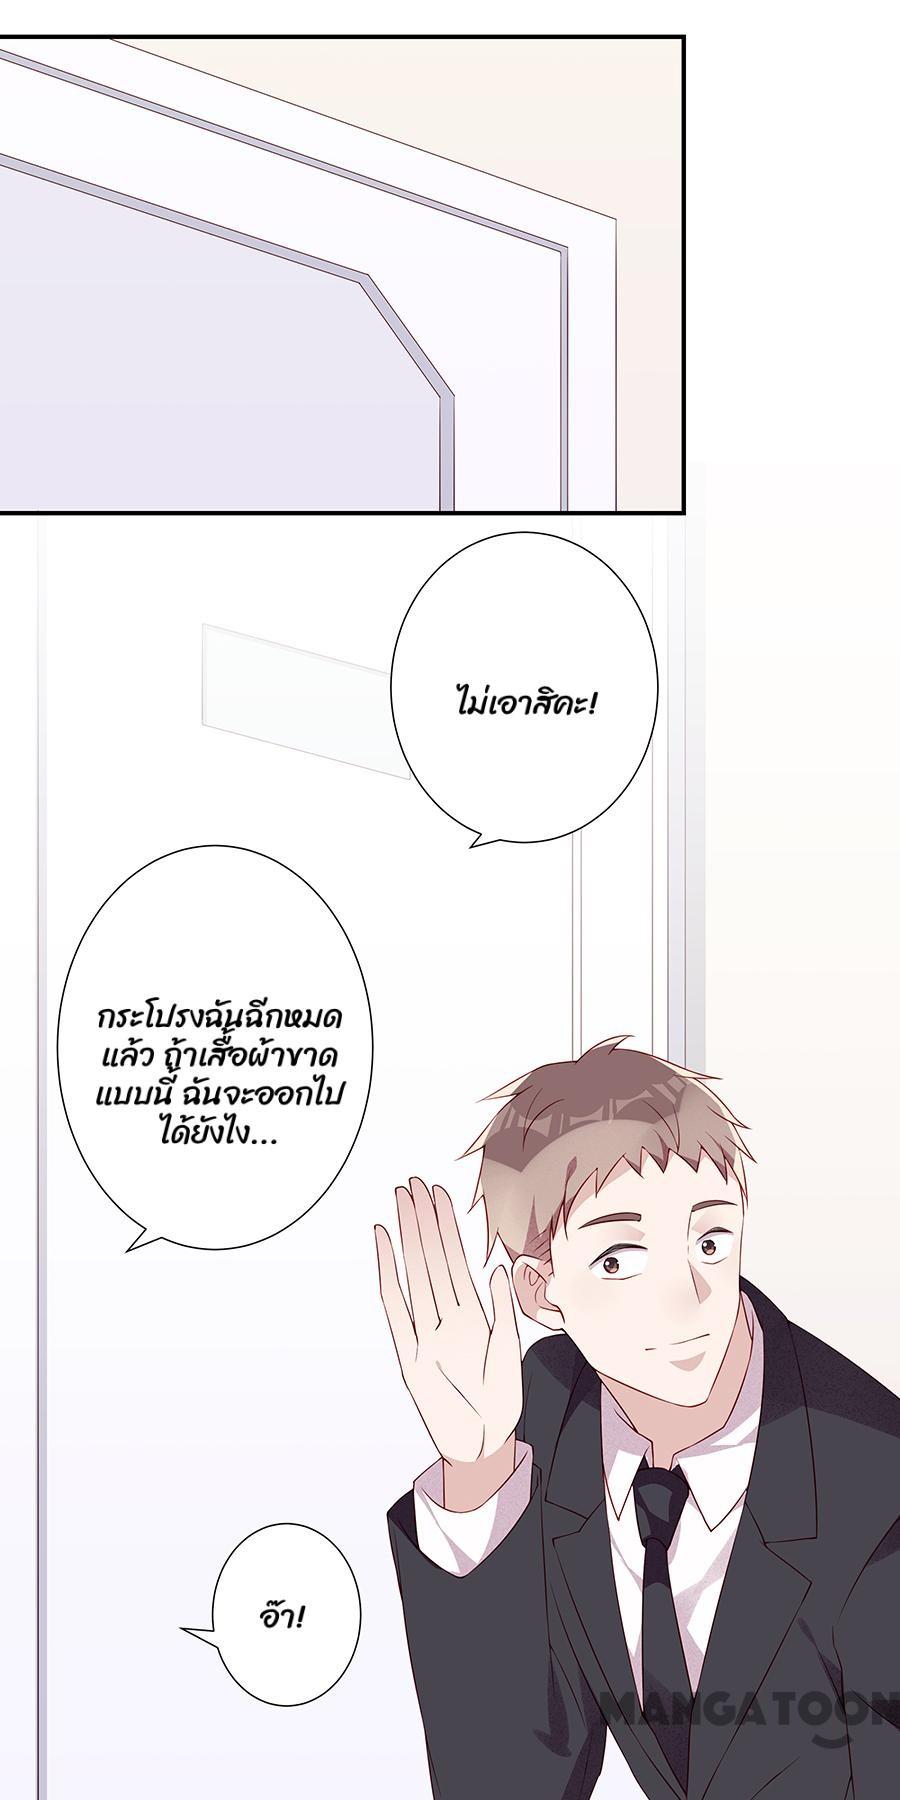 ไม่เอาสิคะ!
กระโปรงฉันฉีกหมด
แล้ว ถ้าเสื้อผ้าขาด
แบบนี้ ฉันจะออกไป
ได้ยังไง...
อ๊า!
MANGATOON